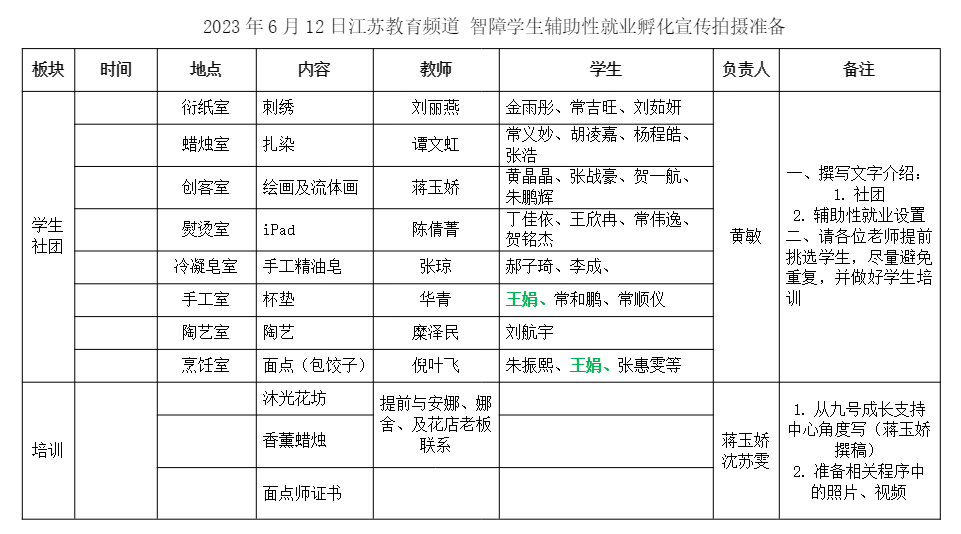 2023 年 6 月 12 日江苏教育频道 智障学生辅助性就业孵化宣传拍摄准备
板块 时间 地点 内容 教师 学生 负责人 备注
学生
社团
衍纸室 刺绣 刘丽燕 金雨彤、常吉旺、刘茹妍
蜡烛室 扎染 谭文虹 常义妙、胡凌嘉、杨程皓、
张浩
创客室 绘画及流体画 蒋玉娇 黄晶晶、张战豪、贺一航、
朱鹏辉
熨烫室 iPad 陈倩菁 丁佳依、王欣冉、常伟逸、
贺铭杰
冷凝皂室 手工精油皂 张琼 郝子琦、李成、
手工室 杯垫 华青 王娟、常和鹏、常顺仪
陶艺室 陶艺 糜泽民 刘航宇
烹饪室 面点（包饺子） 倪叶飞 朱振熙、王娟、张惠雯等
黄敏
一、撰写文字介绍：
1. 社团
2. 辅助性就业设置
二、请各位老师提前
挑选学生，尽量避免
重复，并做好学生培
训
培训
沐光花坊
香薰蜡烛
面点师证书
提前与安娜、娜
舍、及花店老板
联系
蒋玉娇
沈苏雯
1. 从九号成长支持
中心角度写（蒋玉娇
撰稿）
2. 准备相关程序中
的照片、视频